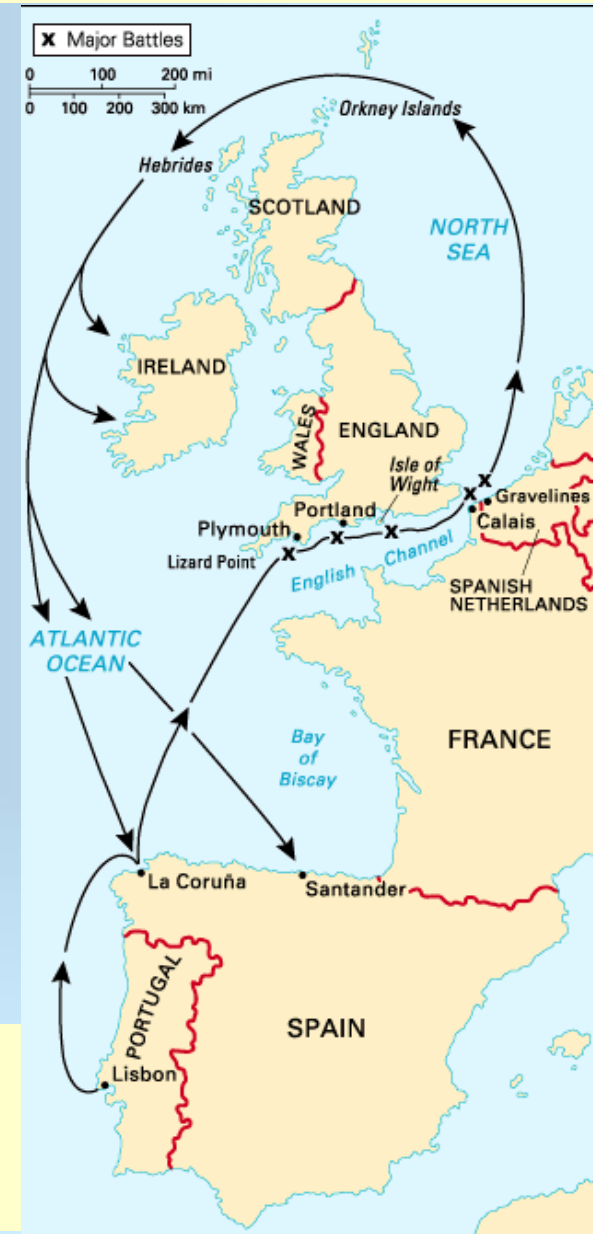 x Major Battles
0 100 200 mi
0 100 200 300 km
Orkney Islands
Hebrides
SCOTLAND
NORTH
SEA
IRELAND
WALES
ENGLAND
Isle of
Wight
Portland
Gravelines
Plymouth
Calais
Lizard Point
English Channel
SPANISH
NETHERLANDS
ATLANTIC
OCEAN
Bay
of
Biscay
FRANCE
La Coruña
Santander
PORTUGAL
SPAIN
Lisbon